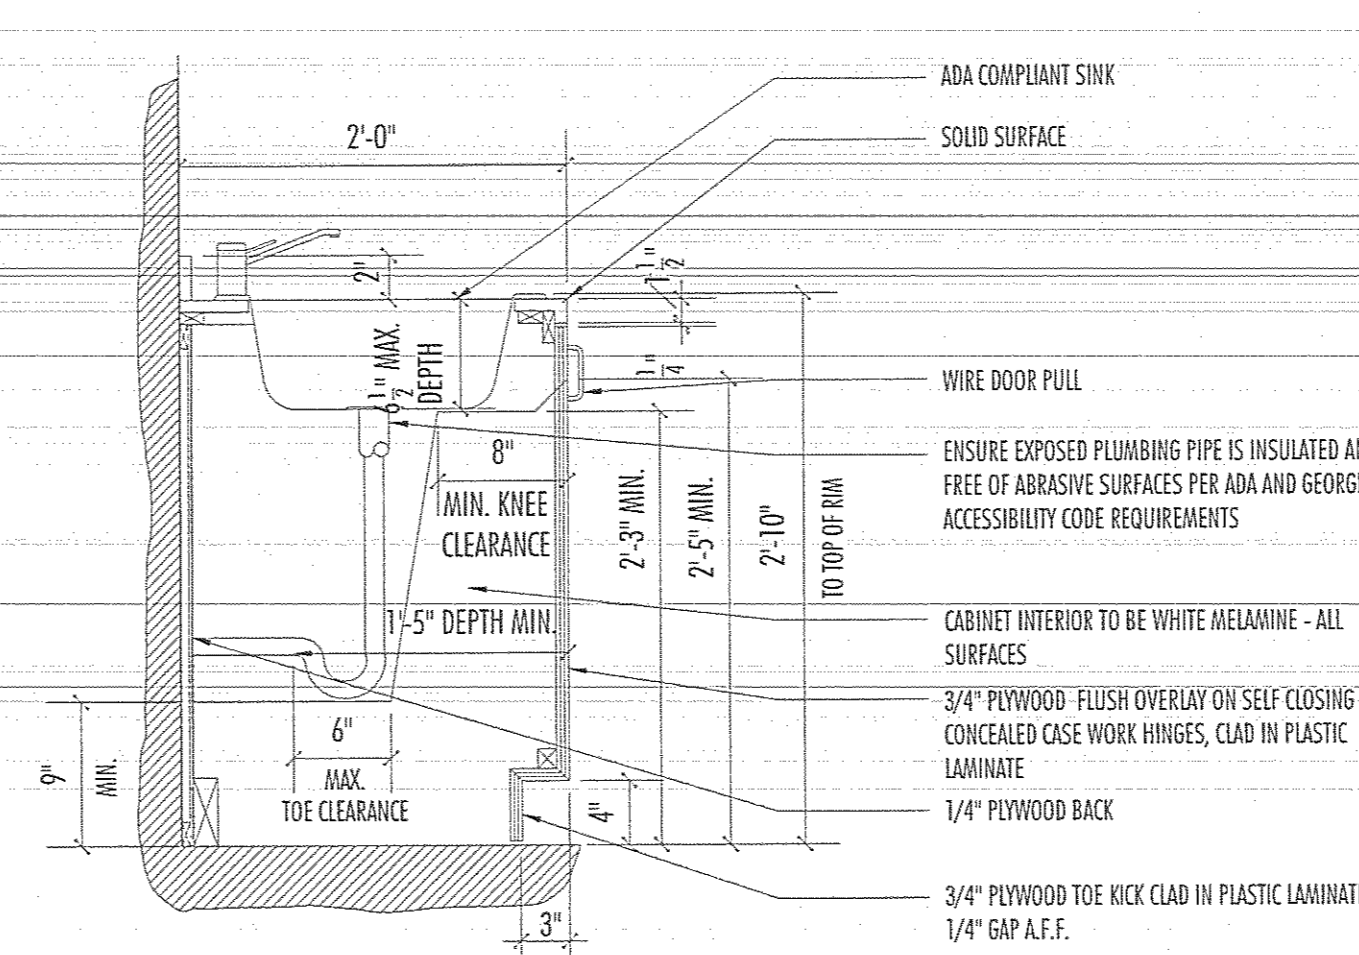 ADA COMPLIANT SINK
2'-0"
SOLID SURFACE
2"
1 1/2"
6 1/2" MAX.
DEPTH
1/4"
WIRE DOOR PULL
8"
MIN. KNEE
CLEARANCE
ENSURE EXPOSED PLUMBING PIPE IS INSULATED
FREE OF ABRASIVE SURFACES PER ADA AND
ACCESSIBILITY CODE REQUIREMENTS
2'-3" MIN.
2'-5" MIN.
2'-10"
TO TOP OF RIM
1'-5" DEPTH MIN.
CABINET INTERIOR TO BE WHITE MELAMINE - ALL
SURFACES
3/4" PLYWOOD FLUSH OVERLAY ON SELF CLOSING
CONCEALED CASE WORK HINGES, CLAD IN PLASTIC
LAMINATE
9"
MIN.
6"
MAX.
TOE CLEARANCE
4"
1/4" PLYWOOD BACK
3/4" PLYWOOD TOE KICK CLAD IN PLASTIC
1/4" GAP A.F.F.
3"